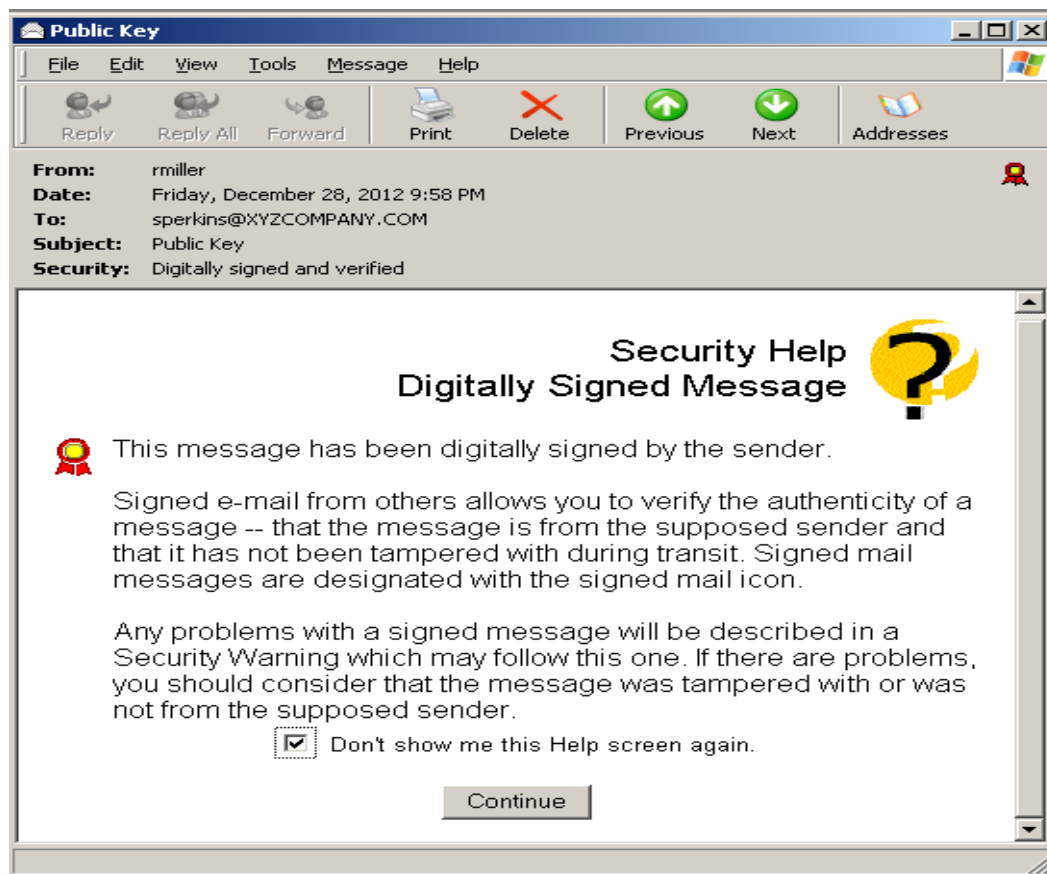 Public Key
File Edit View Tools Message Help
Reply Reply All Forward Print Delete Previous Next Addresses
From: rmiller
Date: Friday, December 28, 2012 9:58 PM
To: sperkins@XYZCOMPANY.COM
Subject: Public Key
Security: Digitally signed and verified
Security Help
Digitally Signed Message
This message has been digitally signed by the sender.
Signed e-mail from others allows you to verify the authenticity of a
message -- that the message is from the supposed sender and
that it has not been tampered with during transit. Signed mail
messages are designated with the signed mail icon.
Any problems with a signed message will be described in a
Security Warning which may follow this one. If there are problems,
you should consider that the message was tampered with or was
not from the supposed sender.
Don't show me this Help screen again.
Continue